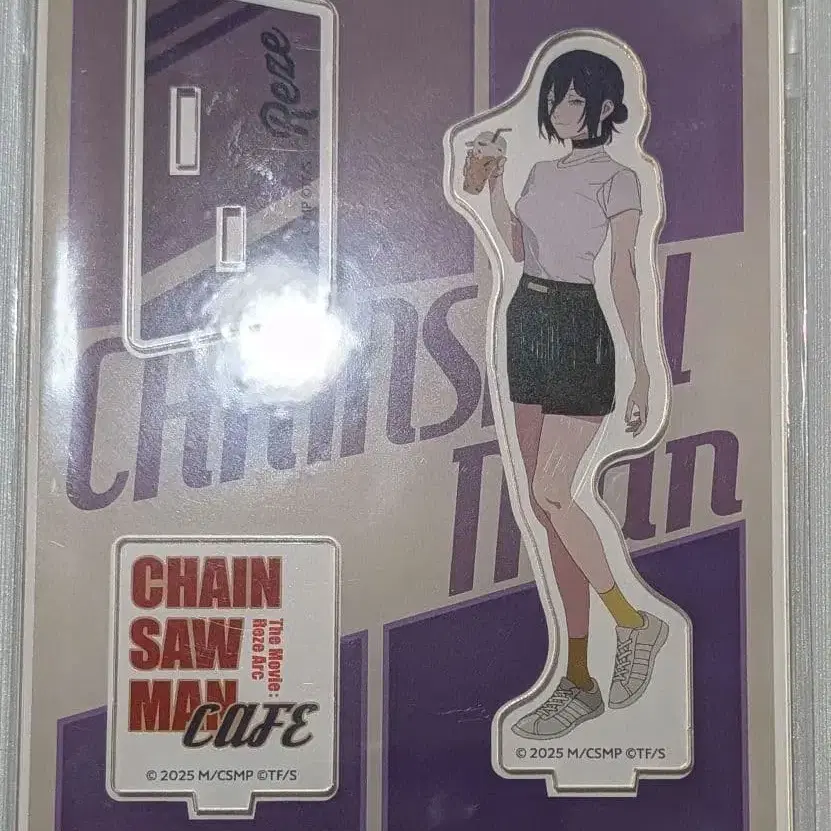 Reze
CSMP ©TF/S
CHAINSAW
man
CHAIN
SAW
MAN
The Movie:
Reze Arc
CAFE
© 2025 M/CSMP ©TF/S
© 2025 M/CSMP ©TF/S